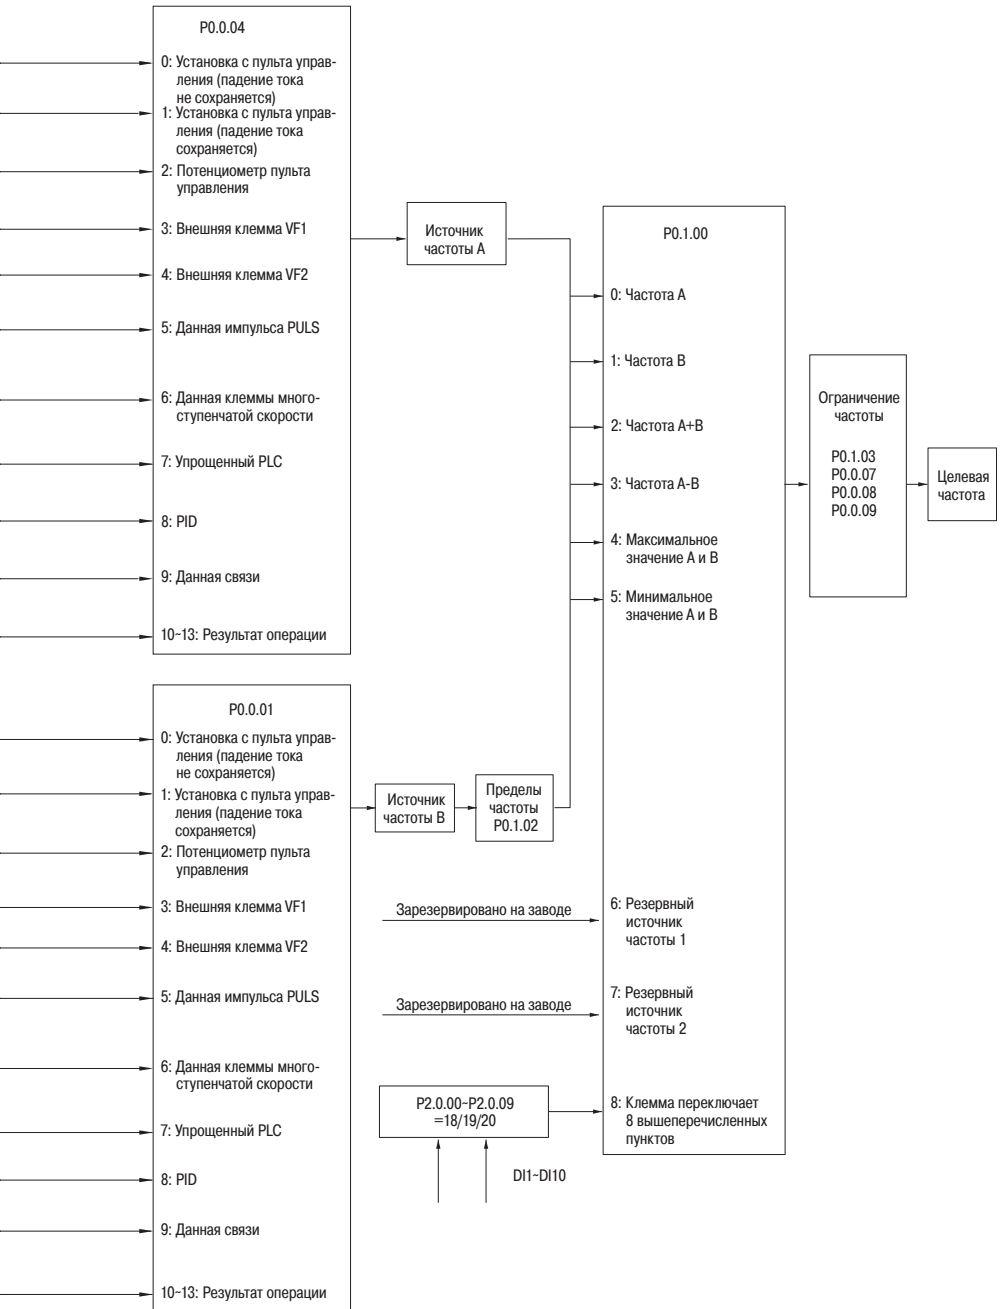 P0.0.04
0: Установка с пульта управ-
ления (падение тока
не сохраняется)
1: Установка с пульта управ-
ления (падение тока
сохраняется)
2: Потенциометр пульта
управления
3: Внешняя клемма VF1
4: Внешняя клемма VF2
5: Данная импульса PULS
6: Данная клеммы много-
ступенчатой скорости
7: Упрощенный PLC
8: PID
9: Данная связи
10~13: Результат операции
Источник
частоты A
P0.0.01
0: Установка с пульта управ-
ления (падение тока
не сохраняется)
1: Установка с пульта управ-
ления (падение тока
сохраняется)
2: Потенциометр пульта
управления
3: Внешняя клемма VF1
4: Внешняя клемма VF2
5: Данная импульса PULS
6: Данная клеммы много-
ступенчатой скорости
7: Упрощенный PLC
8: PID
9: Данная связи
10~13: Результат операции
Источник
частоты B
Пределы
частоты
P0.1.02
Зарезервировано на заводе
Зарезервировано на заводе
P2.0.00~P2.0.09
=18/19/20
DI1~DI10
P0.1.00
0: Частота A
1: Частота B
2: Частота A+B
3: Частота A-B
4: Максимальное
значение A и B
5: Минимальное
значение A и B
6: Резервный
источник
частоты 1
7: Резервный
источник
частоты 2
8: Клемма переключает
8 вышеперечисленных
пунктов
Ограничение
частоты
P0.1.03
P0.0.07
P0.0.08
P0.0.09
Целевая
частота